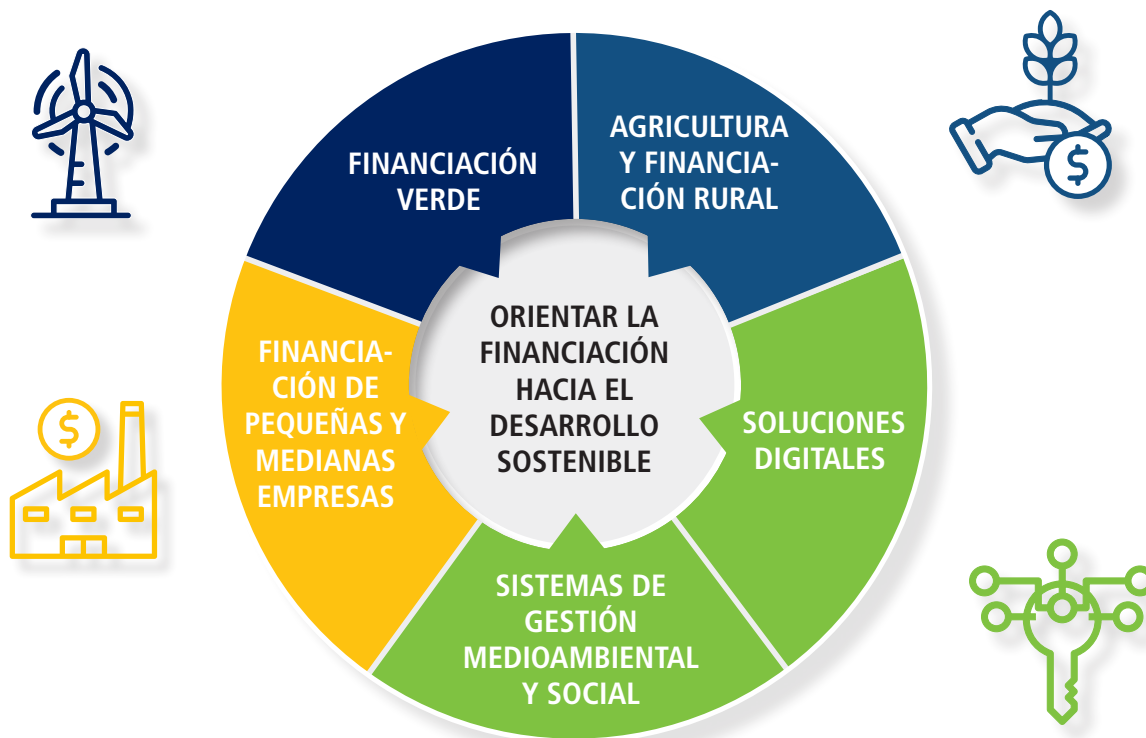 FINANCIACIÓN
VERDE
AGRICULTURA
Y FINANCIA-
CIÓN RURAL
ORIENTAR LA
FINANCIACIÓN
HACIA EL
DESARROLLO
SOSTENIBLE
FINANCIA-
CIÓN DE
PEQUEÑAS Y
MEDIANAS
EMPRESAS
SOLUCIONES
DIGITALES
SISTEMAS DE
GESTIÓN
MEDIOAMBIENTAL
Y SOCIAL
$
$